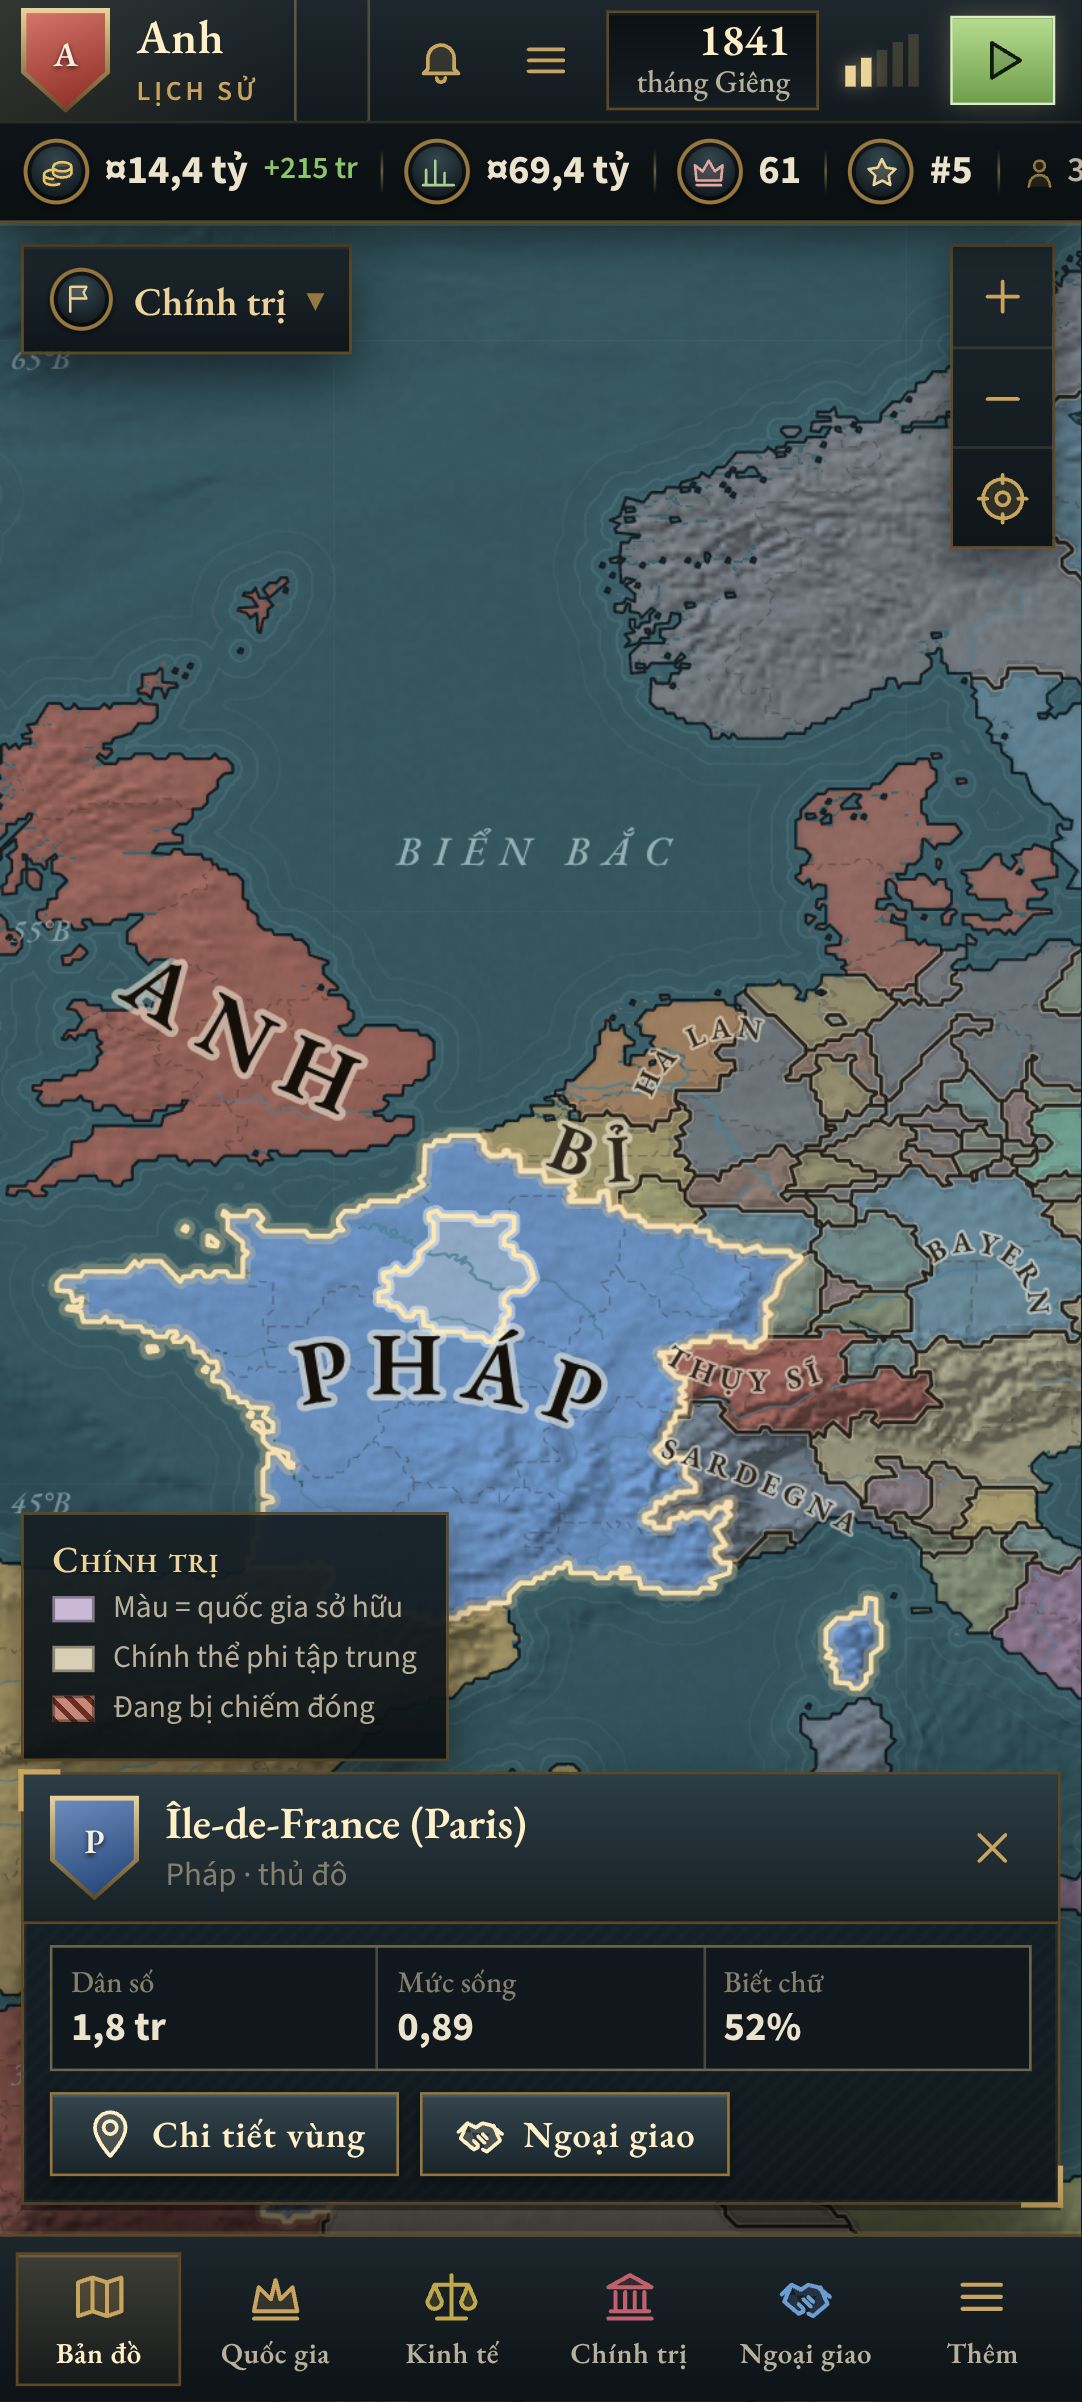 A
Anh
LỊCH SỬ
1841
tháng Giêng
¤14,4 tỷ +215 tr
¤69,4 tỷ
61
#5
Chính trị
65°B
BIỂN BẮC
55°B
ANH
HÀ LAN
BỈ
BAYERN
PHÁP
THỤY SĨ
SARDEGNA
45°B
CHÍNH TRỊ
Màu = quốc gia sở hữu
Chính thể phi tập trung
Đang bị chiếm đóng
P
Île-de-France (Paris)
Pháp · thủ đô
Dân số
1,8 tr
Mức sống
0,89
Biết chữ
52%
Chi tiết vùng
Ngoại giao
Bản đồ
Quốc gia
Kinh tế
Chính trị
Ngoại giao
Thêm